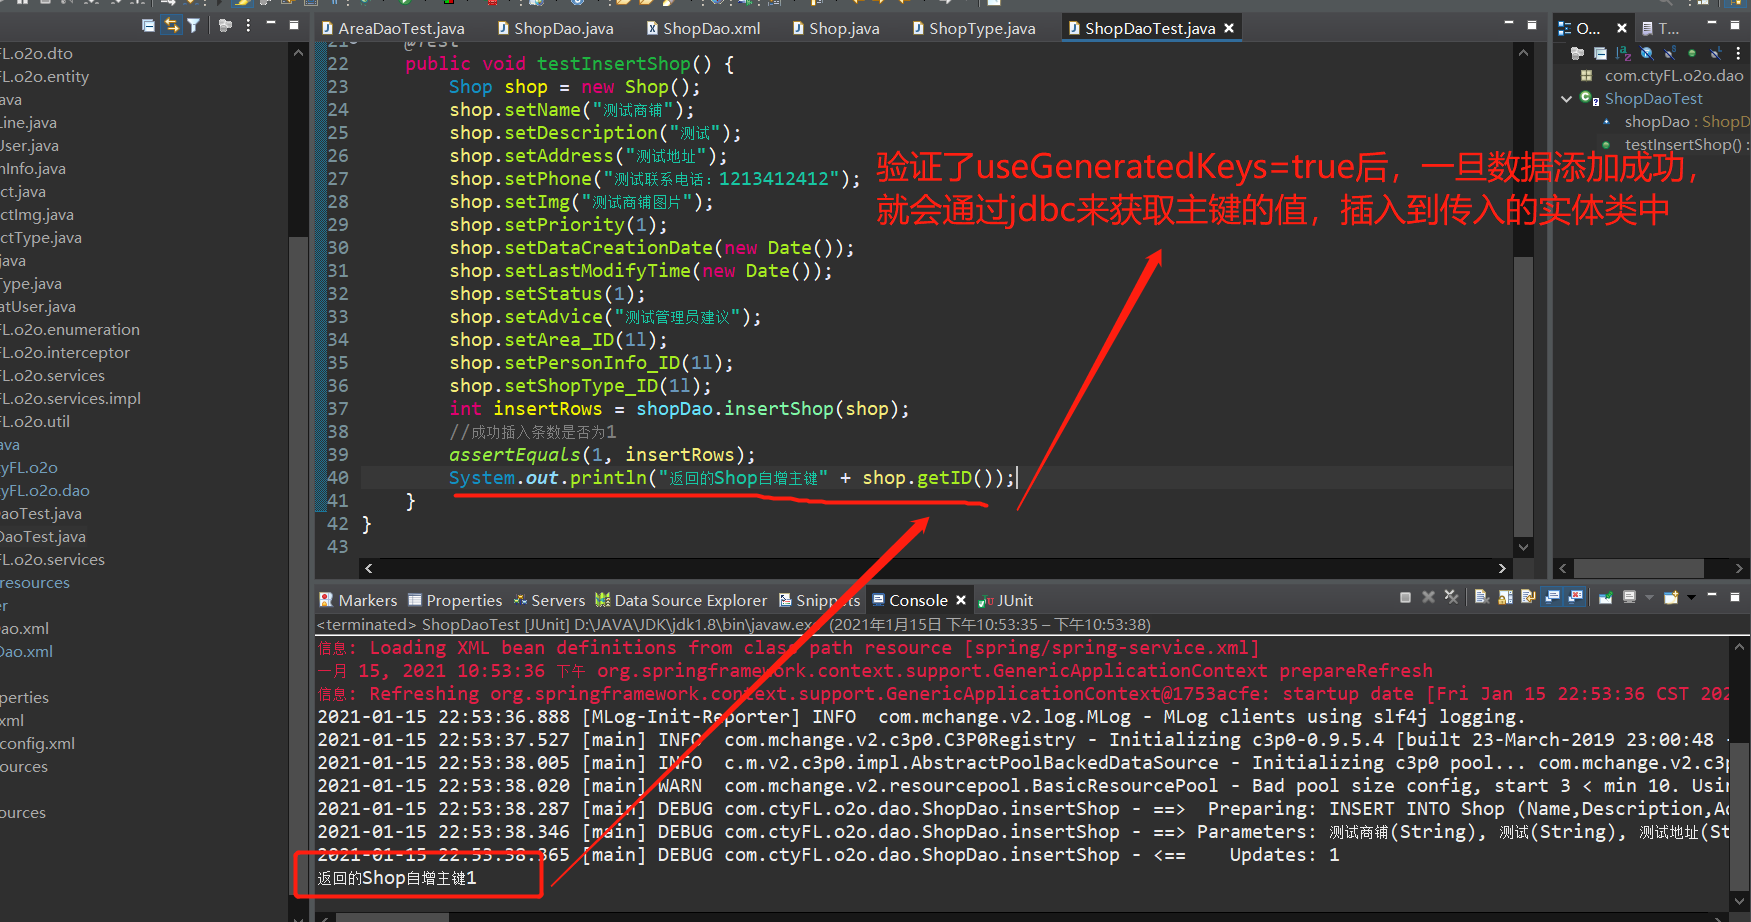 AreaDaoTest.java
ShopDao.java
ShopDao.xml
Shop.java
ShopType.java
ShopDaoTest.java
O...
T...
FL.o2o.dto
FL.o2o.entity
ava
Line.java
User.java
nInfo.java
ct.java
ctImg.java
ctType.java
java
Type.java
atUser.java
FL.o2o.enumeration
FL.o2o.interceptor
FL.o2o.services
FL.o2o.services.impl
FL.o2o.util
ava
tyFL.o2o
tyFL.o2o.dao
DaoTest.java
DaoTest.java
FL.o2o.services
resources
er
Dao.xml
Dao.xml
perties
xml
config.xml
ources
ources
21 @Test
22 public void testInsertShop() {
23 Shop shop = new Shop();
24 shop.setName("测试商铺");
25 shop.setDescription("测试");
26 shop.setAddress("测试地址");
27 shop.setPhone("测试联系电话：1213412412");
28 shop.setImg("测试商铺图片");
29 shop.setPriority(1);
30 shop.setDataCreationDate(new Date());
31 shop.setLastModifyTime(new Date());
32 shop.setStatus(1);
33 shop.setAdvice("测试管理员建议");
34 shop.setArea_ID(1l);
35 shop.setPersonInfo_ID(1l);
36 shop.setShopType_ID(1l);
37 int insertRows = shopDao.insertShop(shop);
38 //成功插入条数是否为1
39 assertEquals(1, insertRows);
40 System.out.println("返回的Shop自增主键" + shop.getID());
41 }
42 }
43
验证了useGeneratedKeys=true后，一旦数据添加成功，
就会通过jdbc来获取主键的值，插入到传入的实体类中
com.ctyFL.o2o.dao
ShopDaoTest
shopDao : ShopD
testInsertShop() :
Markers
Properties
Servers
Data Source Explorer
Snippets
Console
JUnit
<terminated> ShopDaoTest [JUnit] D:\JAVA\JDK\jdk1.8\bin\javaw.exe (2021年1月15日 下午10:53:35 – 下午10:53:38)
信息: Loading XML bean definitions from class path resource [spring/spring-service.xml]
一月 15, 2021 10:53:36 下午 org.springframework.context.support.GenericApplicationContext prepareRefresh
信息: Refreshing org.springframework.context.support.GenericApplicationContext@1753acfe: startup date [Fri Jan 15 22:53:36 CST 202
2021-01-15 22:53:36.888 [MLog-Init-Reporter] INFO com.mchange.v2.log.MLog - MLog clients using slf4j logging.
2021-01-15 22:53:37.527 [main] INFO com.mchange.v2.c3p0.C3P0Registry - Initializing c3p0-0.9.5.4 [built 23-March-2019 23:00:48 -
2021-01-15 22:53:38.005 [main] INFO c.m.v2.c3p0.impl.AbstractPoolBackedDataSource - Initializing c3p0 pool... com.mchange.v2.c3p
2021-01-15 22:53:38.020 [main] WARN com.mchange.v2.resourcepool.BasicResourcePool - Bad pool size config, start 3 < min 10. Usin
2021-01-15 22:53:38.287 [main] DEBUG com.ctyFL.o2o.dao.ShopDao.insertShop - ==> Preparing: INSERT INTO Shop (Name,Description,Ad
2021-01-15 22:53:38.346 [main] DEBUG com.ctyFL.o2o.dao.ShopDao.insertShop - ==> Parameters: 测试商铺(String), 测试(String), 测试地址(St
2021-01-15 22:53:38.365 [main] DEBUG com.ctyFL.o2o.dao.ShopDao.insertShop - <== Updates: 1
返回的Shop自增主键1